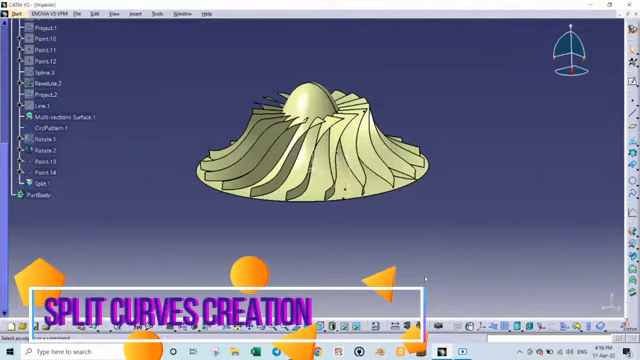 CATIA V5 - [Impanier]
Start ENOVIA V5 VPM File Edit View Insert Tools Window Help
Project.1
Point.10
Point.11
Point.12
Spline.3
Revolute.2
Project.2
Line.1
Multi-sections Surface.1
CircPattern.1
Rotate.1
Rotate.2
Point.13
Point.14
Split.1
PartBody
SPLIT CURVES CREATION
Type here to search
4:16 PM
17-Apr-22